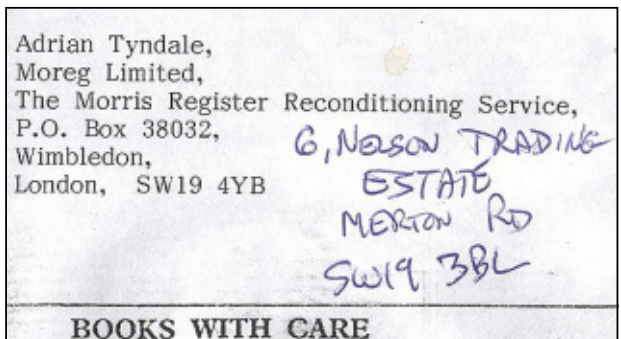 Adrian Tyndale,
Moreg Limited,
The Morris Register Reconditioning Service,
P.O. Box 38032,
Wimbledon,
London, SW19 4YB
6, NELSON TRADING
ESTATE
MERTON RD
SW19 3BL
BOOKS WITH CARE